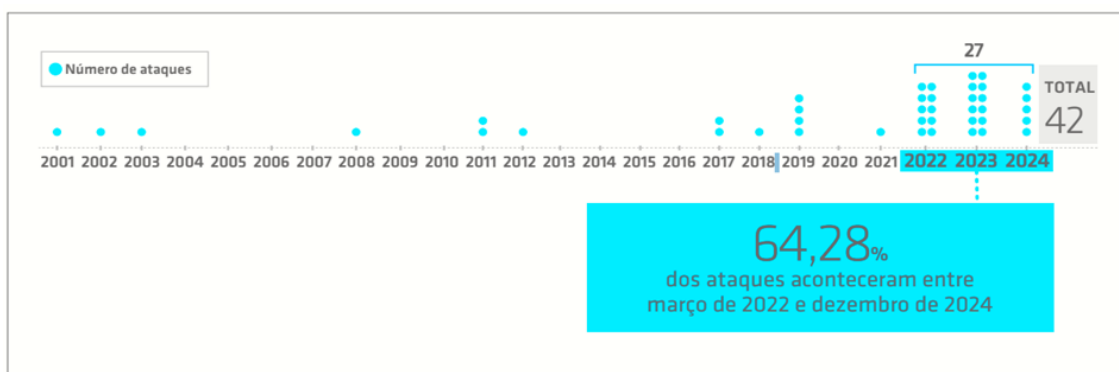 27
Número de ataques
TOTAL
42
2001 2002 2003 2004 2005 2006 2007 2008 2009 2010 2011 2012 2013 2014 2015 2016 2017 2018 2019 2020 2021 2022 2023 2024
64,28%
dos ataques aconteceram entre
março de 2022 e dezembro de 2024